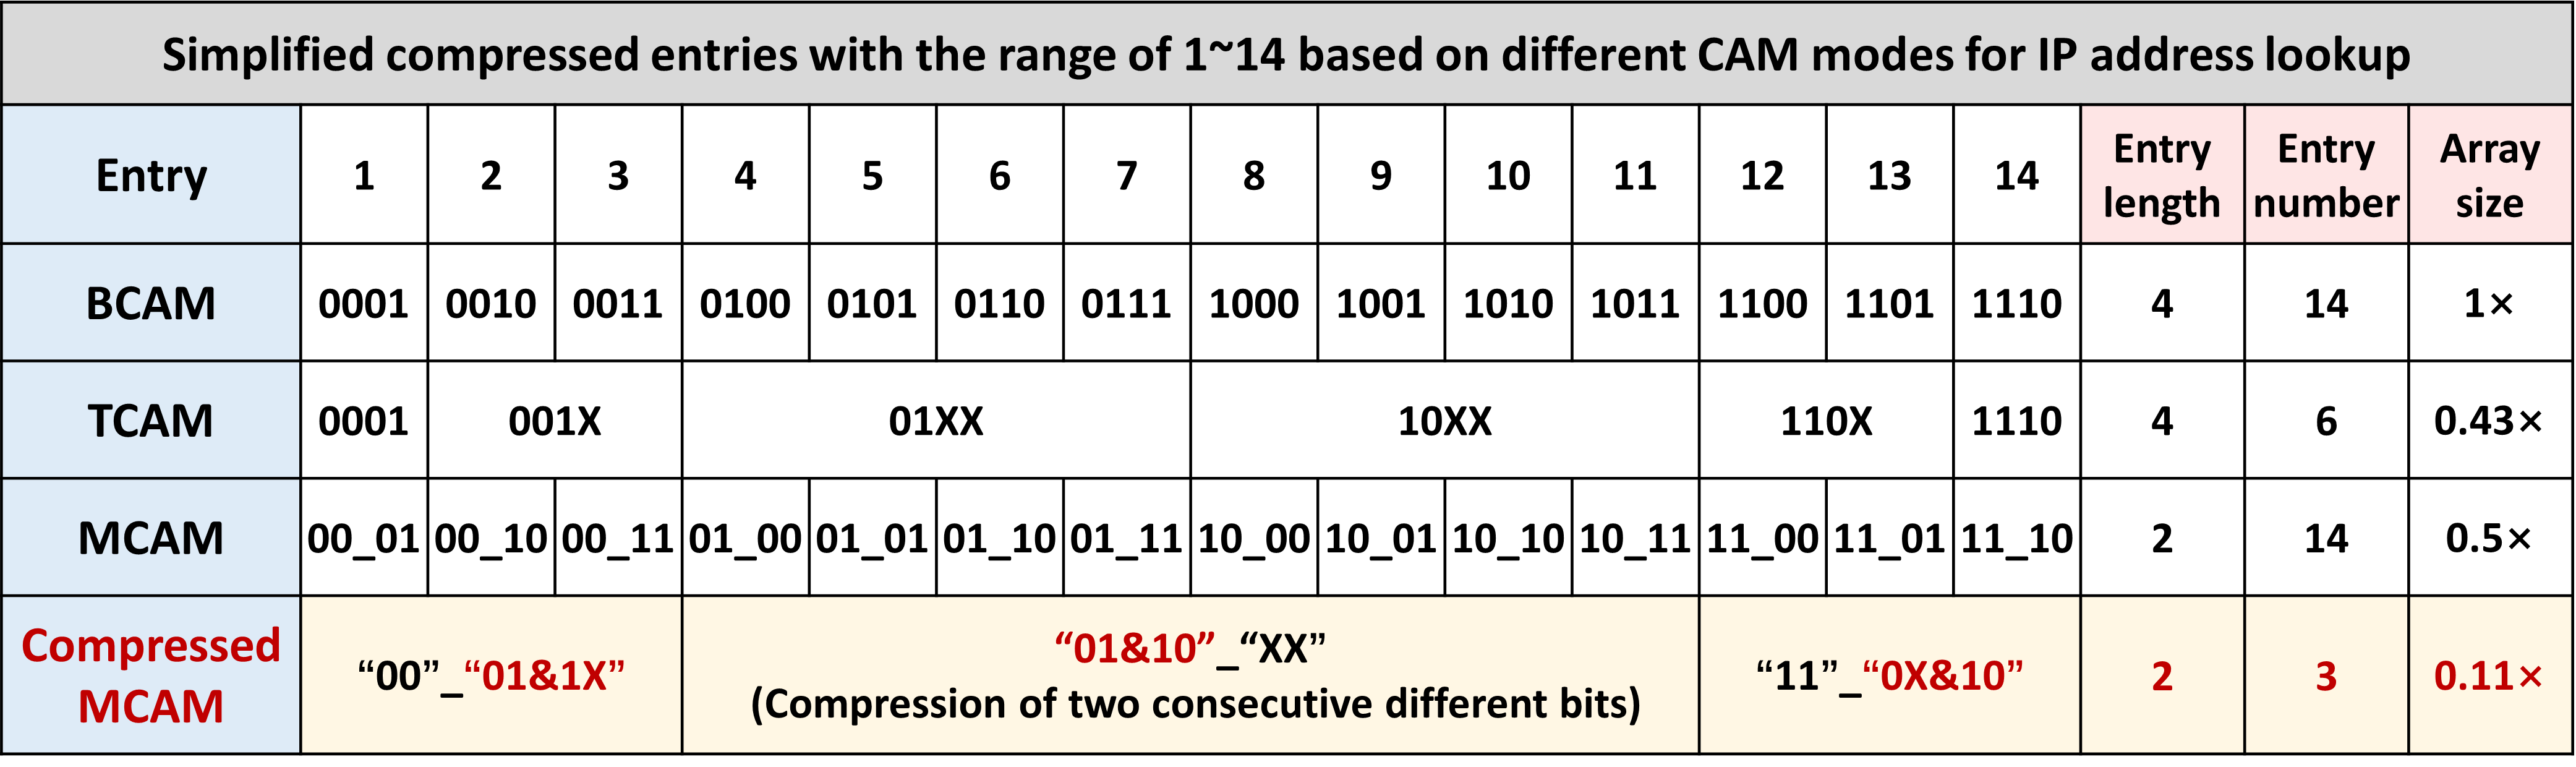 Simplified compressed entries with the range of 1~14 based on different CAM modes for IP address lookup
Entry 1 2 3 4 5 6 7 8 9 10 11 12 13 14 Entry length Entry number Array size
BCAM 0001 0010 0011 0100 0101 0110 0111 1000 1001 1010 1011 1100 1101 1110 4 14 1×
TCAM 0001 001X 01XX 10XX 110X 1110 4 6 0.43×
MCAM 00_01 00_10 00_11 01_00 01_01 01_10 01_11 10_00 10_01 10_10 10_11 11_00 11_01 11_10 2 14 0.5×
Compressed MCAM “00”_“01&1X” “01&10”_“XX” (Compression of two consecutive different bits) “11”_“0X&10” 2 3 0.11×